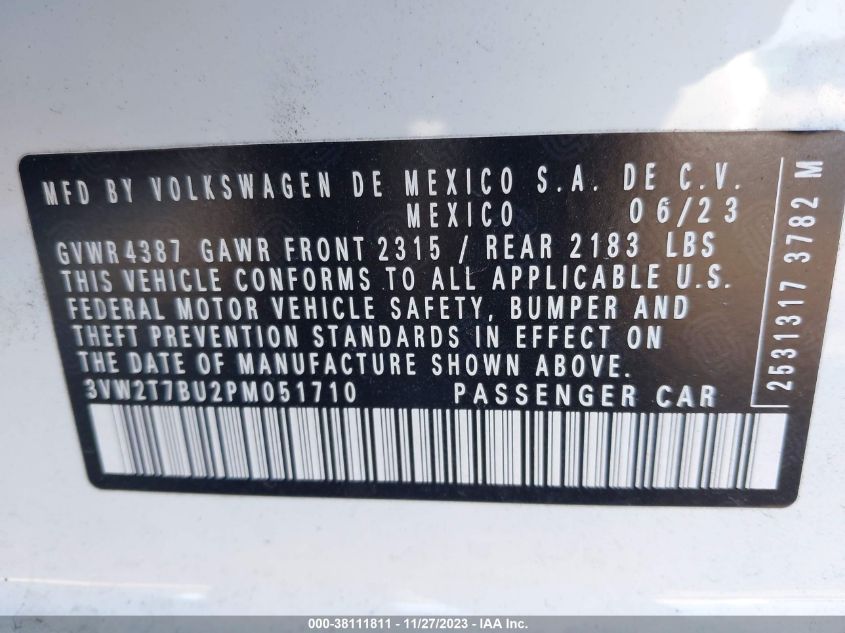 MFD BY VOLKSWAGEN DE MEXICO S.A. DE C.V.
MEXICO 06/23
GVWR 4387 GAWR FRONT 2315 / REAR 2183 LBS
THIS VEHICLE CONFORMS TO ALL APPLICABLE U.S.
FEDERAL MOTOR VEHICLE SAFETY, BUMPER AND
THEFT PREVENTION STANDARDS IN EFFECT ON
THE DATE OF MANUFACTURE SHOWN ABOVE.
3VW2T7BU2PM051710 PASSENGER CAR
2531317 3782 M
000-38111811 - 11/27/2023 - IAA Inc.